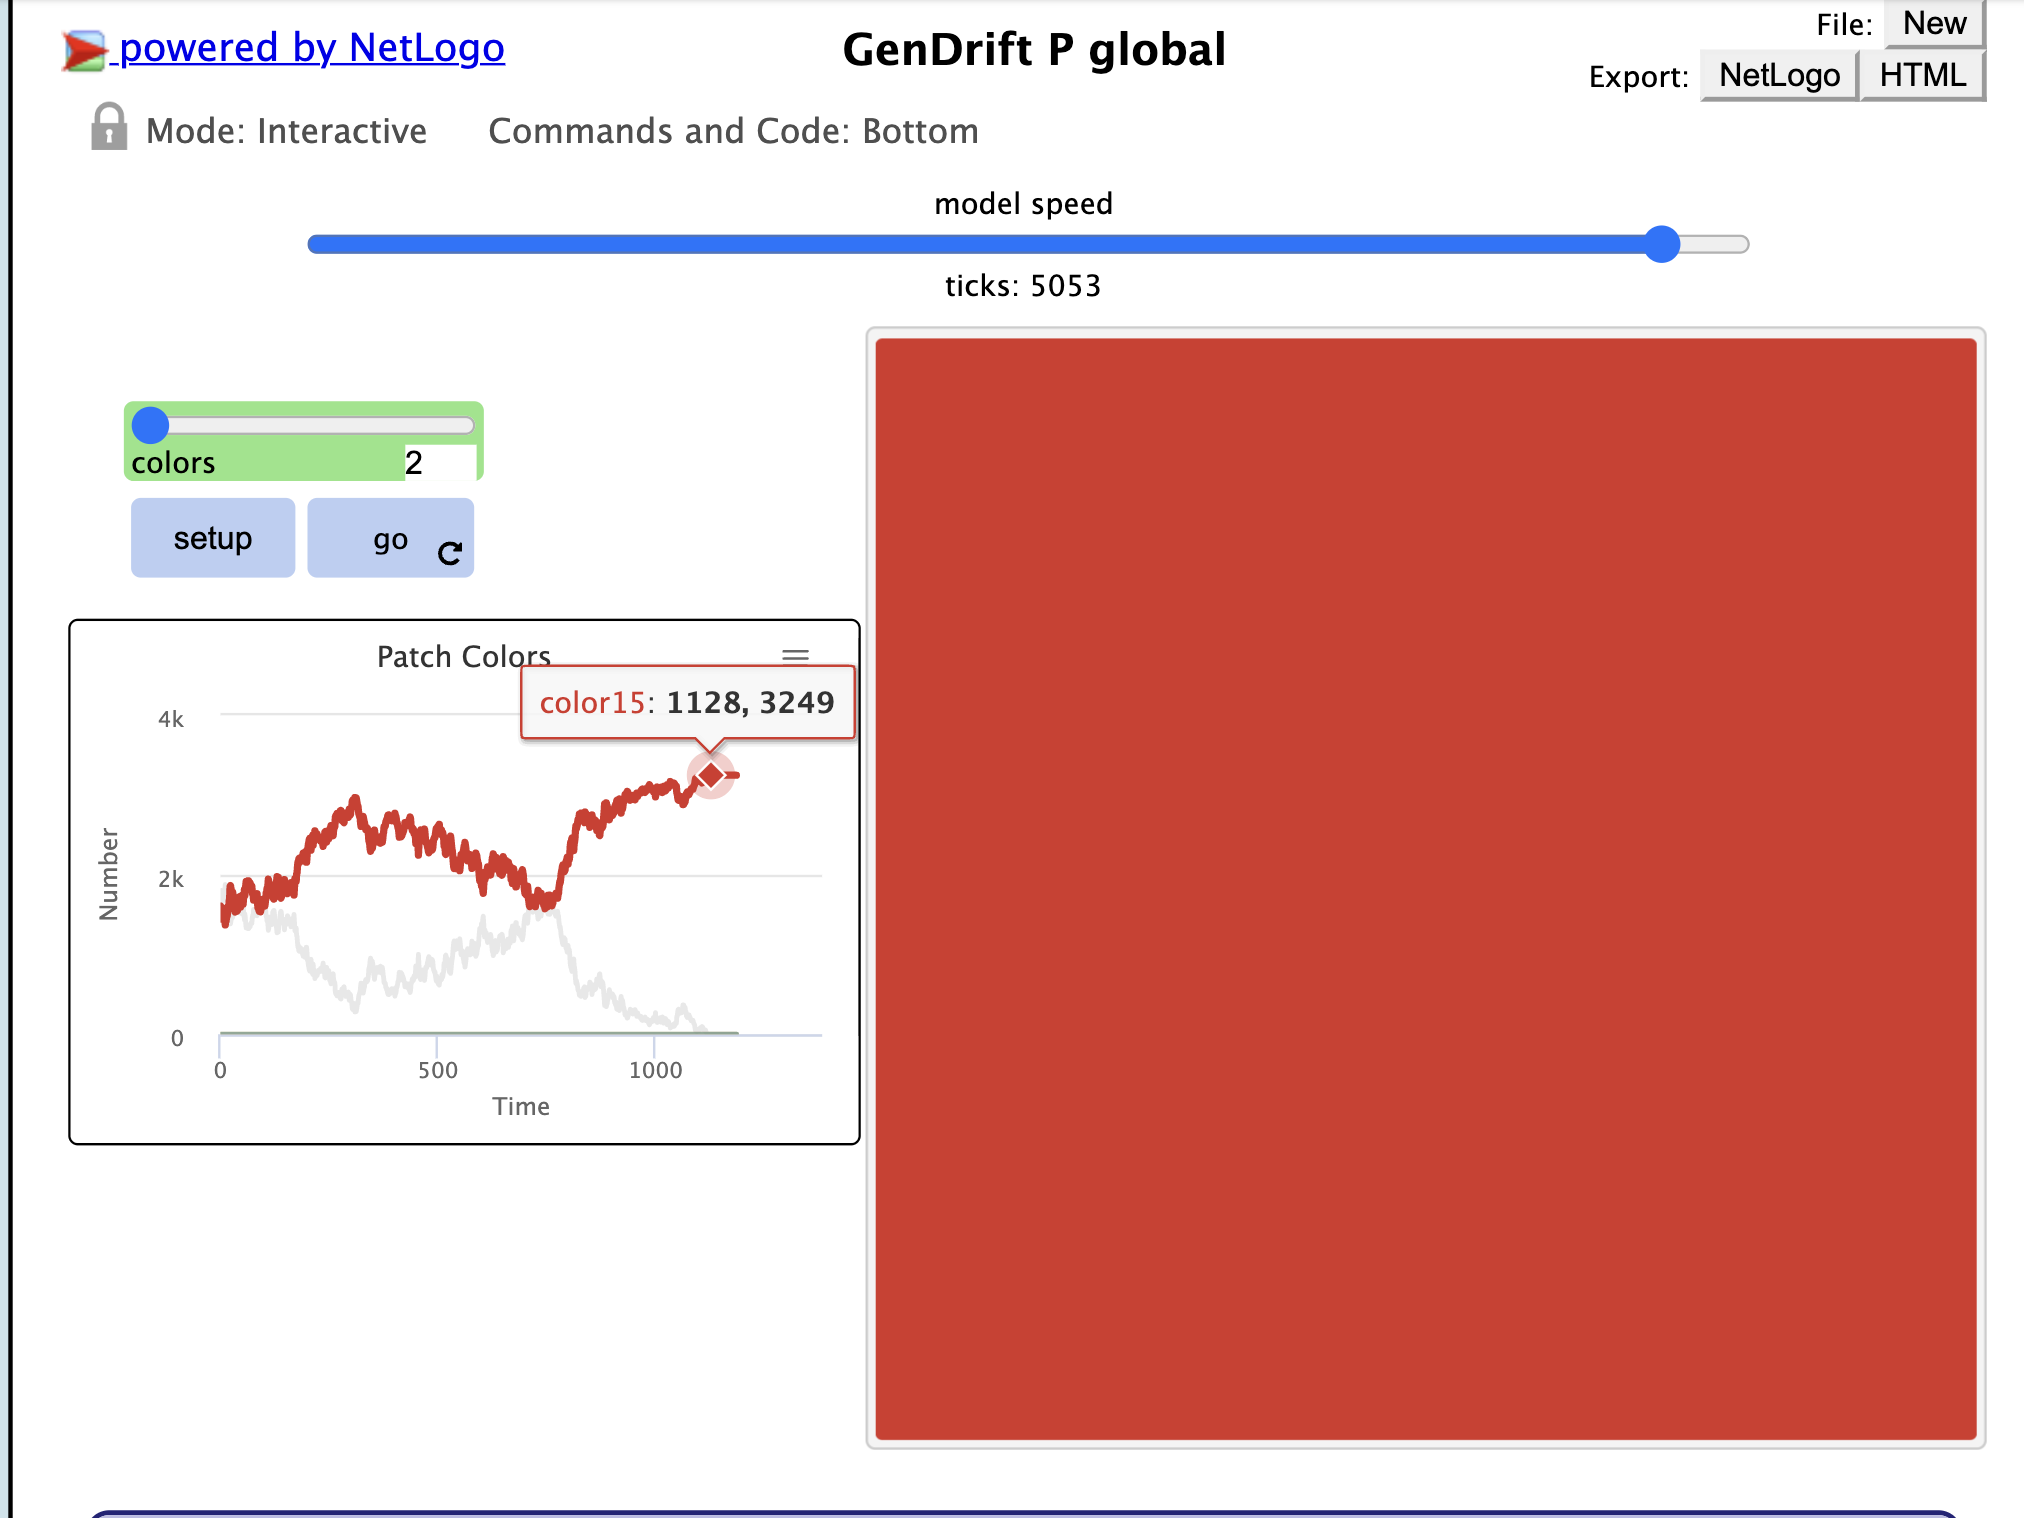 powered by NetLogo
GenDrift P global
File: New
Export: NetLogo HTML
Mode: Interactive Commands and Code: Bottom
model speed
ticks: 5053
colors 2
setup go
Patch Colors
color15: 1128, 3249
4k
2k
0
Number
0 500 1000
Time